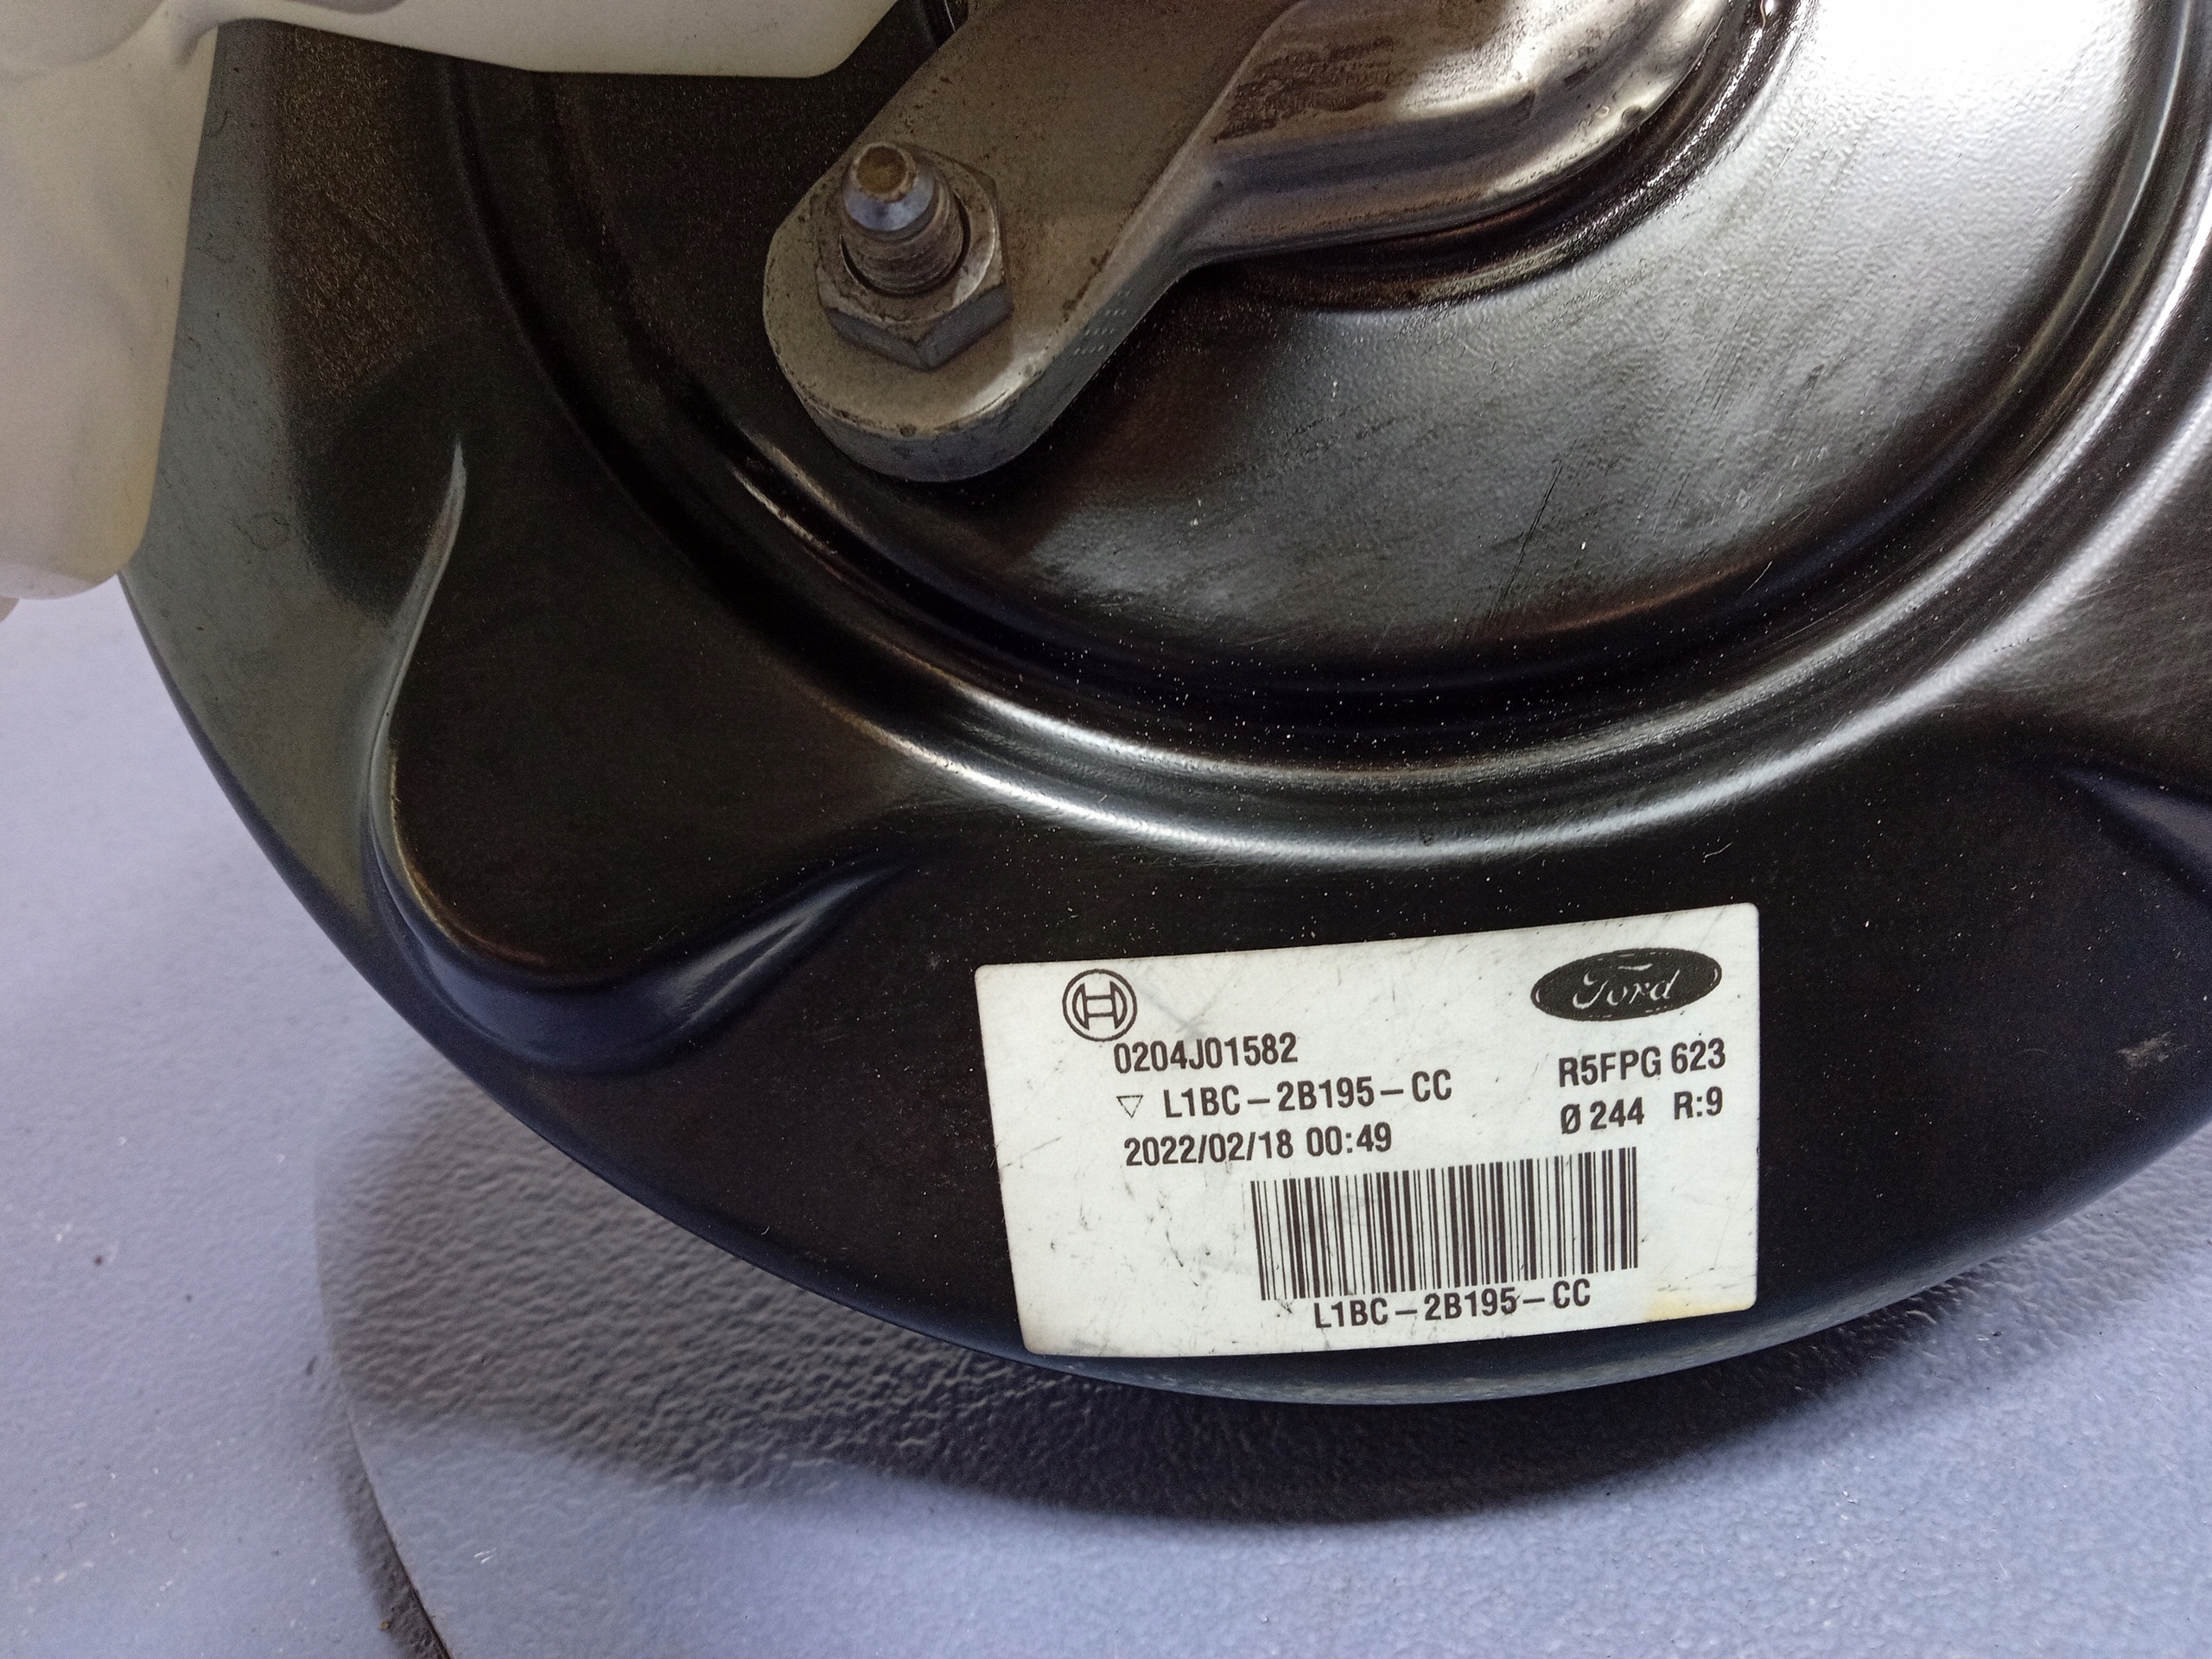 Ford
0204J01582
R5FPG 623
▽ L1BC-2B195-CC
Ø 244 R:9
2022/02/18 00:49
L1BC-2B195-CC